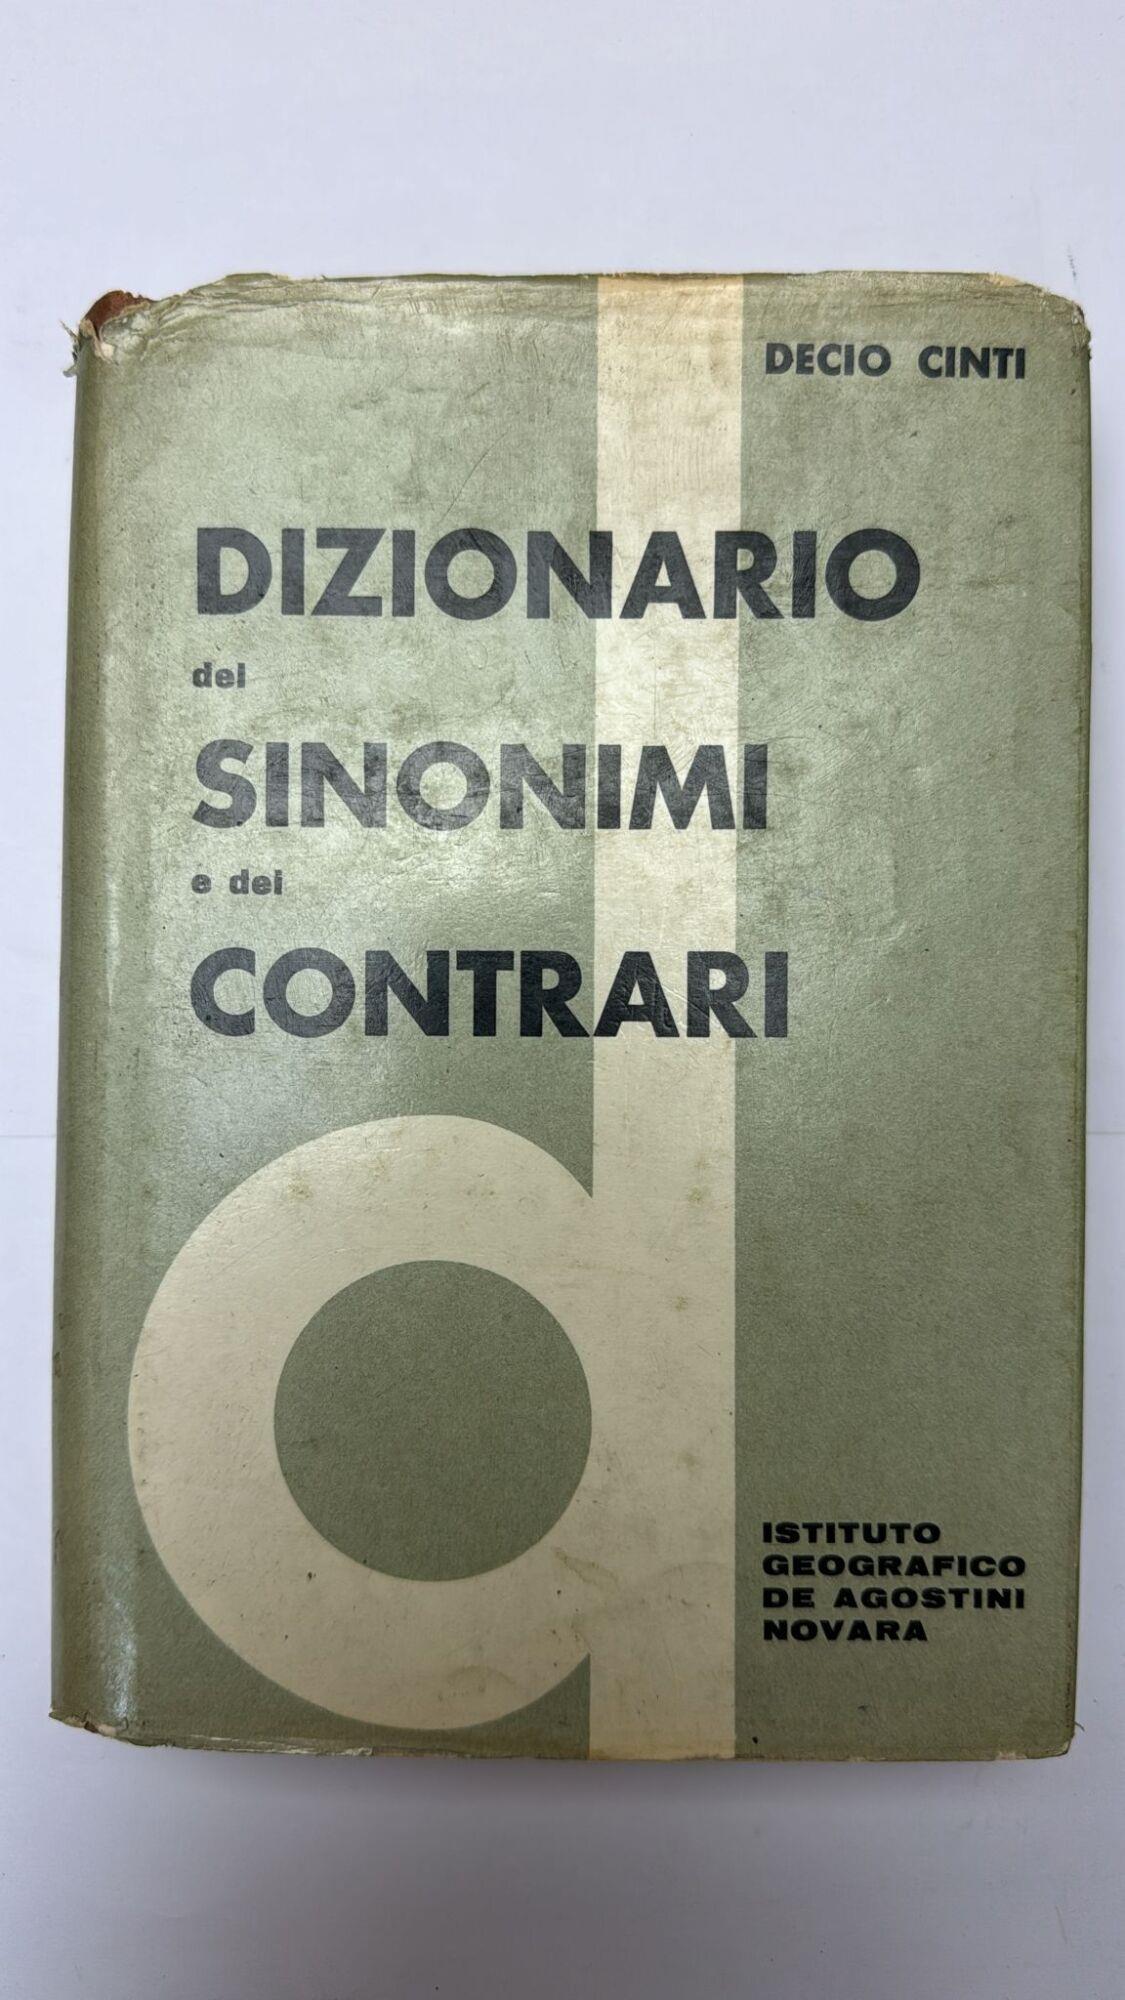 DECIO CINTI
DIZIONARIO
dei
SINONIMI
e dei
CONTRARI
ISTITUTO
GEOGRAFICO
DE AGOSTINI
NOVARA